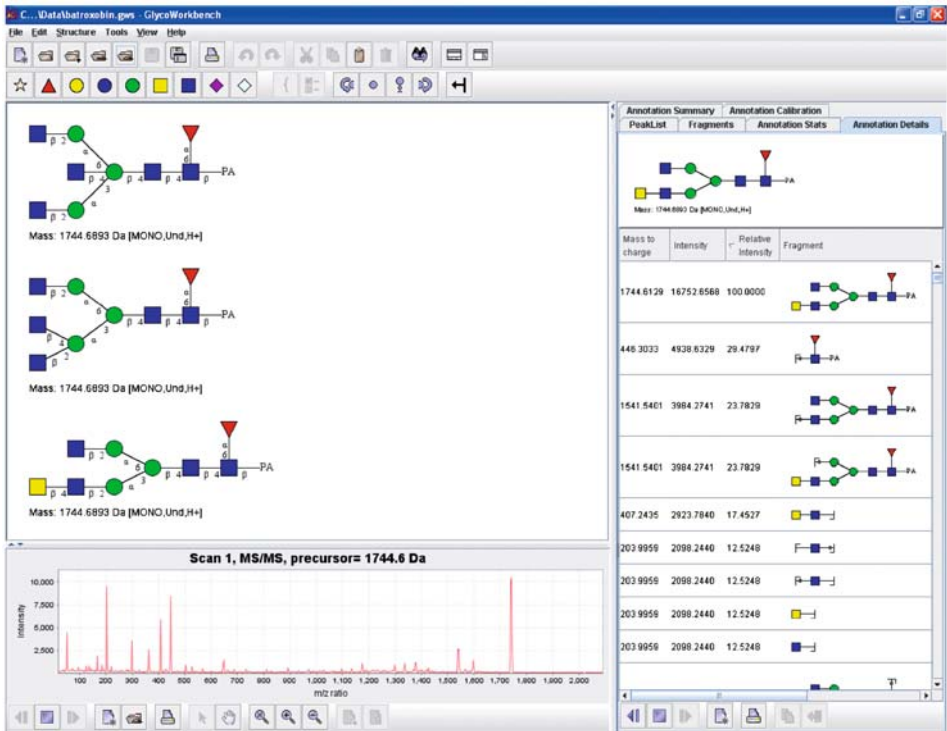 C...\Data\batroxobin.gws - GlycoWorkbench
File Edit Structure Tools View Help
β 2
α
6
α
6
β 4
β 4
β
PA
3
β 2
α
Mass: 1744.6893 Da [MONO,Und,H+]
β 2
α
6
α
6
β 4
β 4
β
PA
3
β 4
α
β 2
Mass: 1744.6893 Da [MONO,Und,H+]
β 2
α
6
α
6
β 4
β 4
β
PA
3
β 4
β 2
α
Mass: 1744.6893 Da [MONO,Und,H+]
Scan 1, MS/MS, precursor= 1744.6 Da
Intensity
10,000
7,500
5,000
2,500
100 200 300 400 500 600 700 800 900 1,000 1,100 1,200 1,300 1,400 1,500 1,600 1,700 1,800 1,900 2,000
m/z ratio
Annotation Summary Annotation Calibration
PeakList Fragments Annotation Stats Annotation Details
PA
Mass: 1744.6893 Da [MONO,Und,H+]
Mass to charge Intensity Relative Intensity Fragment
1744.6129 16752.6568 100.0000 PA
446.3033 4938.6329 29.4797 PA
1541.5401 3984.2741 23.7829 PA
1541.5401 3984.2741 23.7829 PA
407.2435 2923.7840 17.4527
203.9959 2098.2440 12.5248
203.9959 2098.2440 12.5248
203.9959 2098.2440 12.5248
203.9959 2098.2440 12.5248